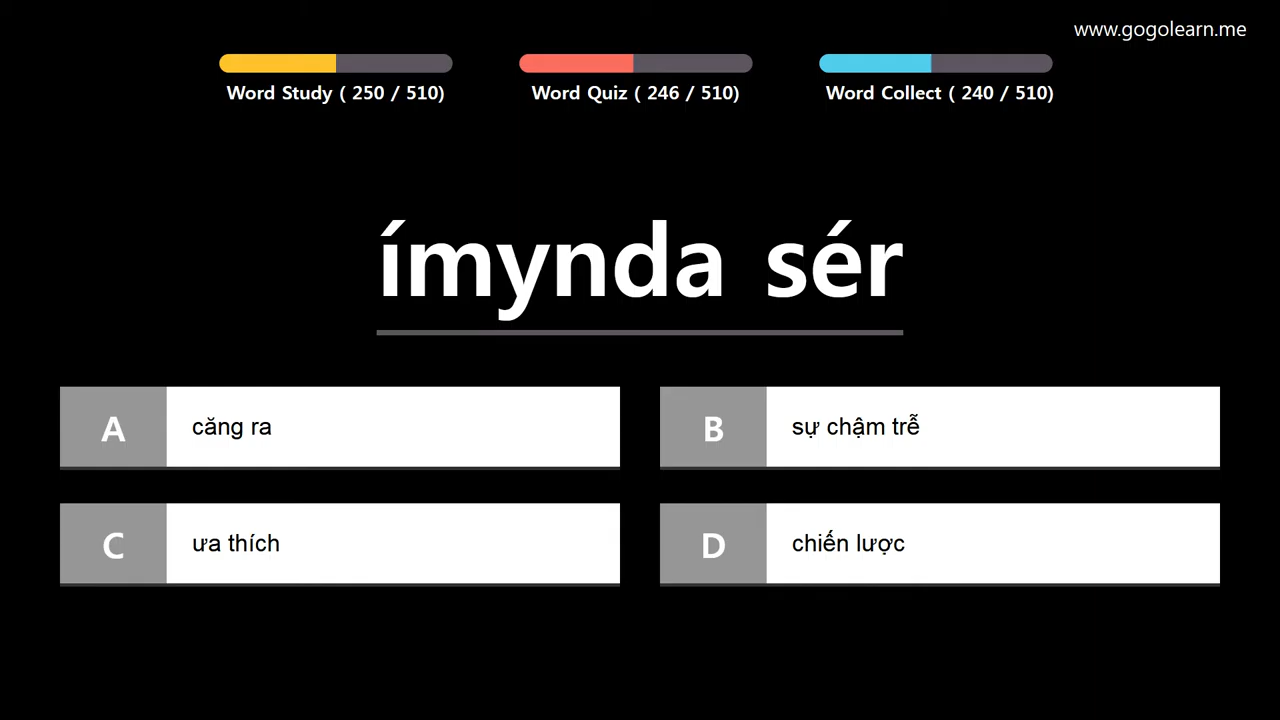 www.gogolearn.me
Word Study ( 250 / 510)
Word Quiz ( 246 / 510)
Word Collect ( 240 / 510)
ímynda sér
A căng ra
B sự chậm trễ
C ưa thích
D chiến lược